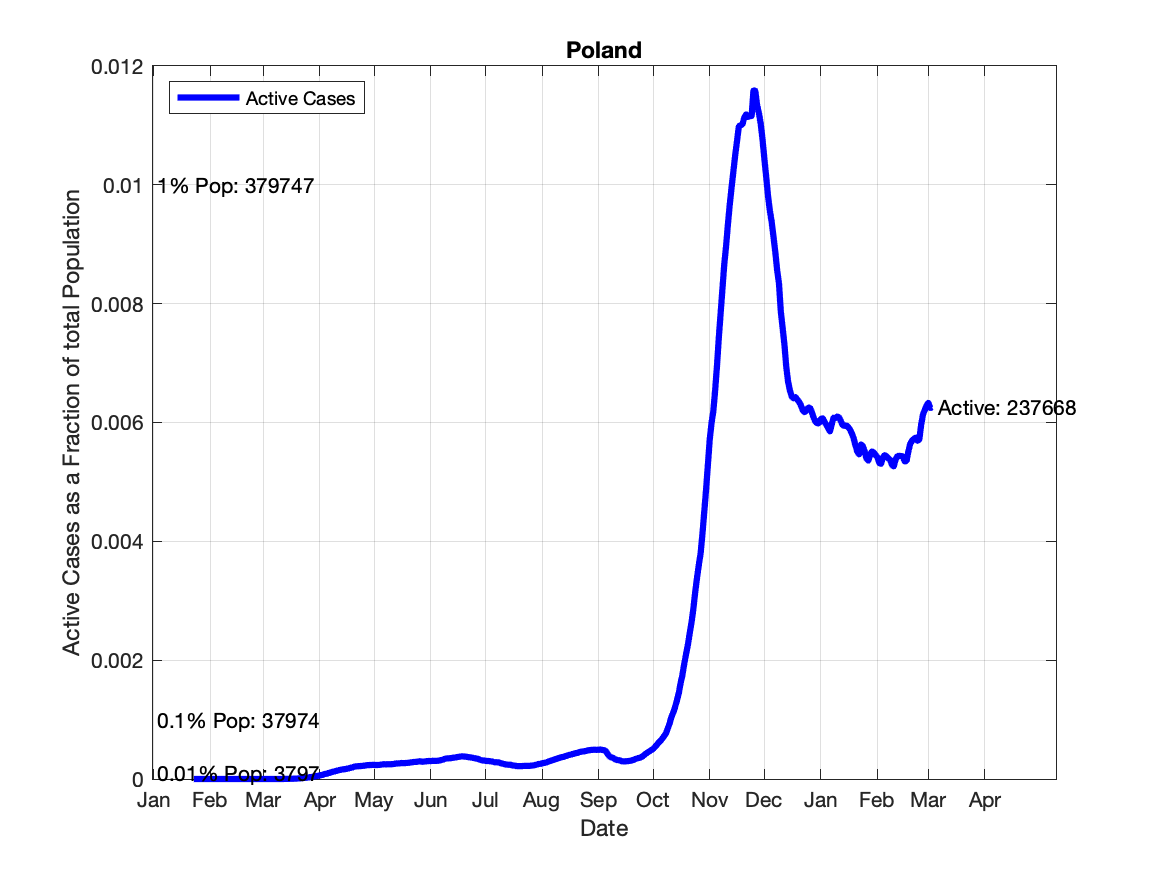 Poland
0.012
Active Cases
0.01
1% Pop: 379747
0.008
Active: 237668
0.006
0.004
0.002
0.1% Pop: 37974
0.01% Pop: 3797
0
Jan Feb Mar Apr May Jun Jul Aug Sep Oct Nov Dec Jan Feb Mar Apr
Date
Active Cases as a Fraction of total Population